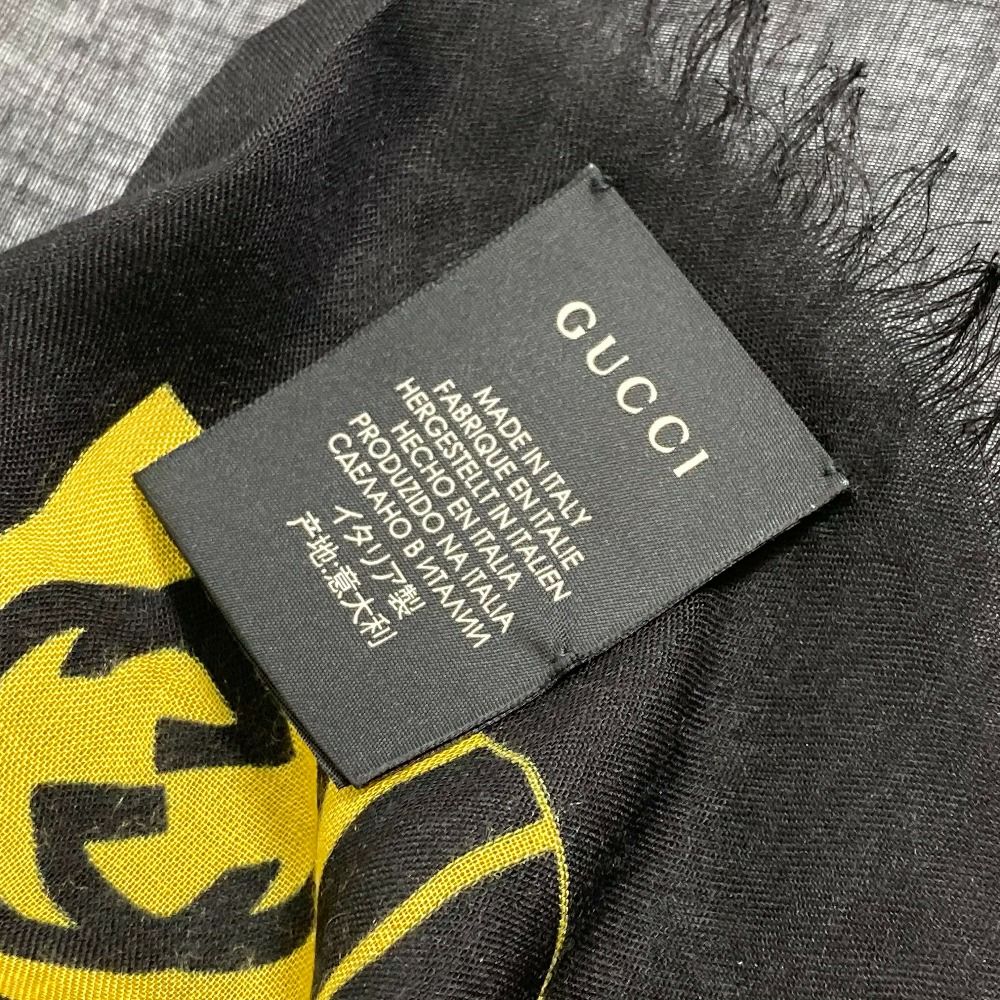 GUCCI
MADE IN ITALY
FABRIQUE EN ITALIE
HERGESTELLT IN ITALIEN
HECHO EN ITALIA
PRODUZIDO NA ITALIA
СДЕЛАНО В ИТАЛИИ
イタリア製
产地:意大利